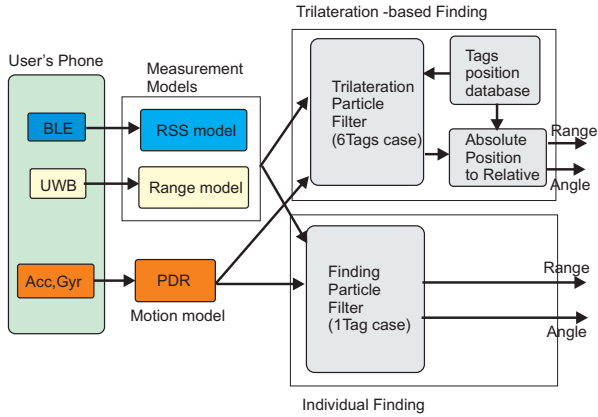 Trilateration -based Finding
User's Phone
Measurement
Models
BLE
RSS model
UWB
Range model
Acc,Gyr
PDR
Motion model
Trilateration
Particle
Filter
(6Tags case)
Tags
position
database
Absolute
Position
to Relative
Range
Angle
Finding
Particle
Filter
(1Tag case)
Range
Angle
Individual Finding